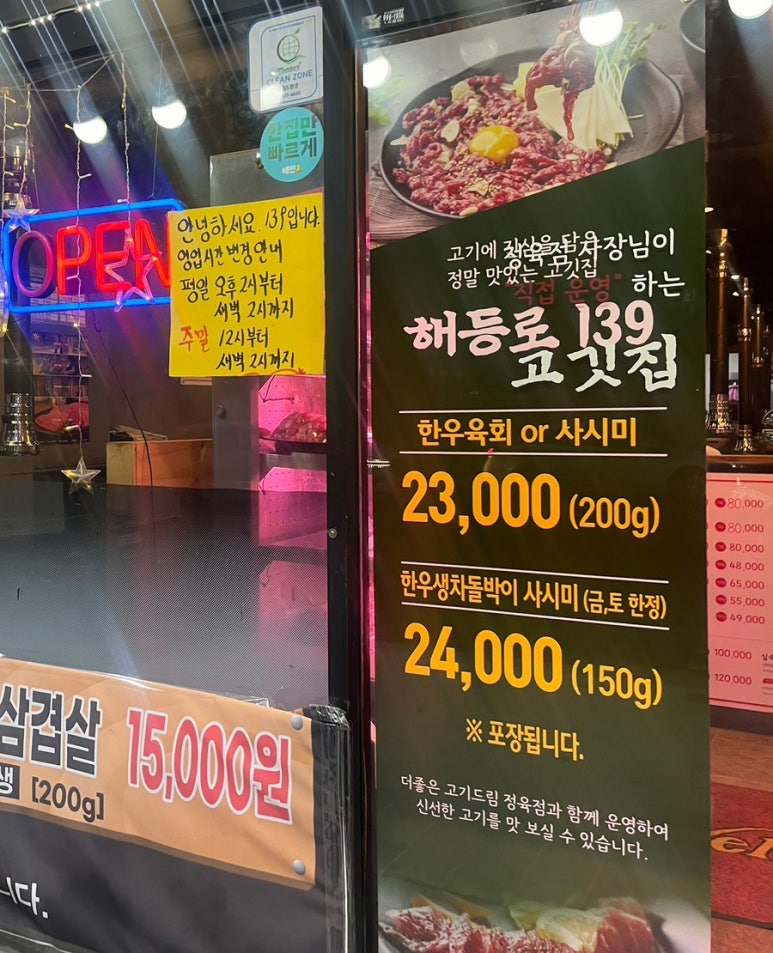 CLEAN ZONE
한집만
빠르게
배민
OPEN
안녕하세요. 139입니다.
영업시간 변경 안내
평일 오후 2시부터
새벽 2시까지
주말 12시부터
새벽 2시까지
삼겹살
15,000원
생 [200g]
니다.
고기에
사장님이
정말 맛있는 고깃집
"직접 운영" 하는
해등로 139
고깃집
한우육회 or 사시미
23,000 (200g)
한우생차돌박이 사시미 (금,토 한정)
24,000 (150g)
※ 포장됩니다.
더좋은 고기드림 정육점과 함께 운영하여
신선한 고기를 맛 보실 수 있습니다.
80,000
80,000
80,000
48,000
65,000
55,000
49,000
100,000
120,000